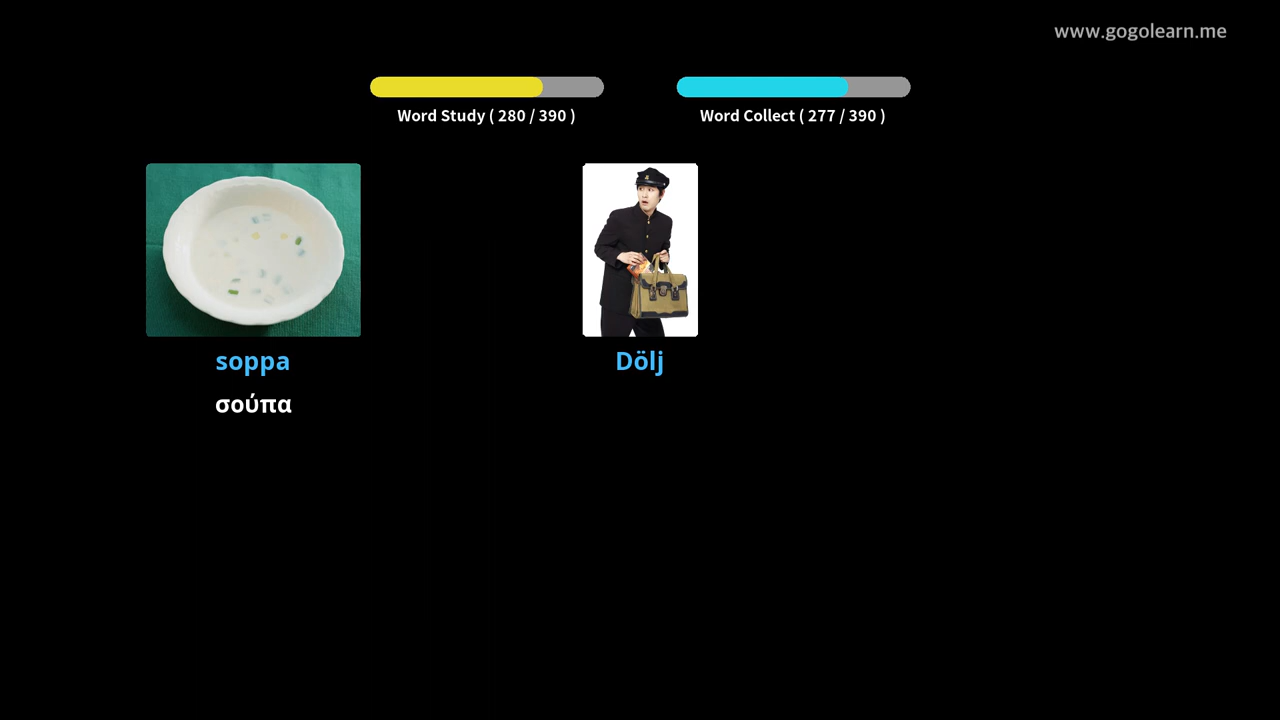 www.gogolearn.me
Word Study ( 280 / 390 )
Word Collect ( 277 / 390 )
soppa
σούπα
Dölj